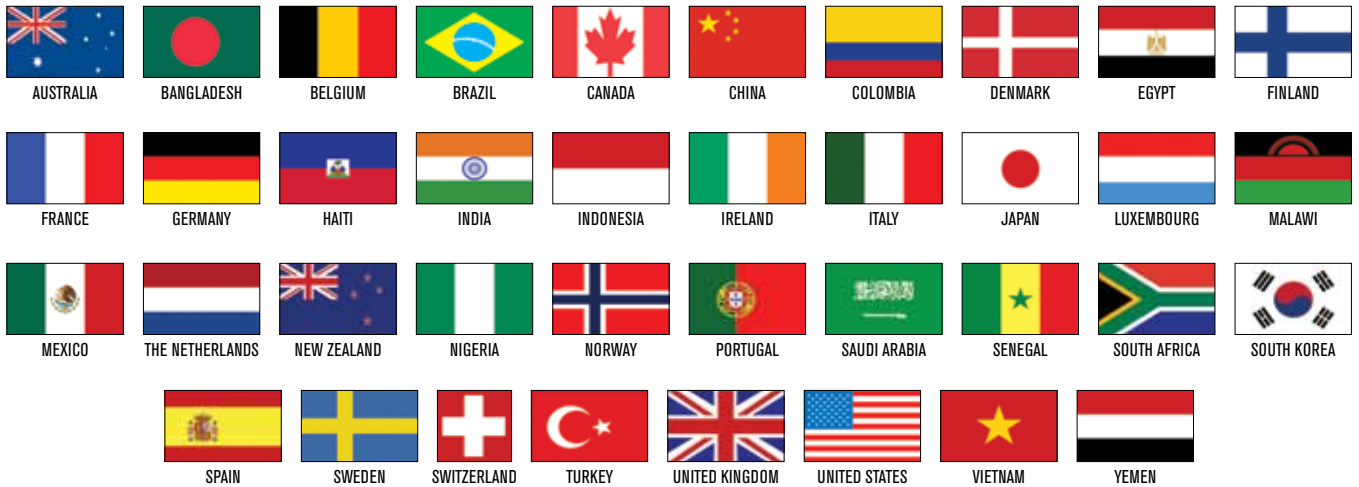 AUSTRALIA BANGLADESH BELGIUM BRAZIL CANADA CHINA COLOMBIA DENMARK EGYPT FINLAND
FRANCE GERMANY HAITI INDIA INDONESIA IRELAND ITALY JAPAN LUXEMBOURG MALAWI
MEXICO THE NETHERLANDS NEW ZEALAND NIGERIA NORWAY PORTUGAL SAUDI ARABIA SENEGAL SOUTH AFRICA SOUTH KOREA
SPAIN SWEDEN SWITZERLAND TURKEY UNITED KINGDOM UNITED STATES VIETNAM YEMEN